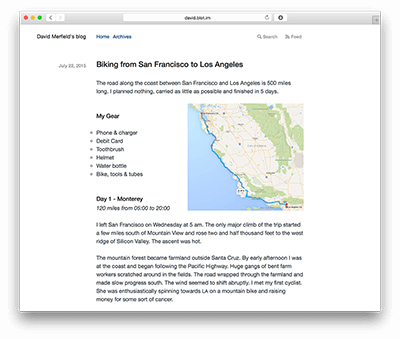 david.blot.im
David Merfield's blog
Home Archives
Search Feed
July 22, 2015
Biking from San Francisco to Los Angeles
The road along the coast between San Francisco and Los Angeles is 500 miles
long. I planned nothing, carried as little as possible and finished in 5 days.
My Gear
Phone & charger
Debit Card
Toothbrush
Helmet
Water bottle
Bike, tools & tubes
Day 1 - Monterey
120 miles from 05:00 to 20:00
I left San Francisco on Wednesday at 5 am. The only major climb of the trip started
a few miles south of Mountain View and rose two and half thousand feet to the west
ridge of Silicon Valley. The ascent was hot.
The mountain forest became farmland outside Santa Cruz. By early afternoon I was
at the coast and began following the Pacific Highway. Huge gangs of bent farm
workers scratched around in the fields. The road wrapped through the farmland and
made slow progress south. The wind seemed to shift abruptly. I met my first cyclist.
She was enthusiastically spinning towards LA on a mountain bike and raising
money for some sort of cancer.